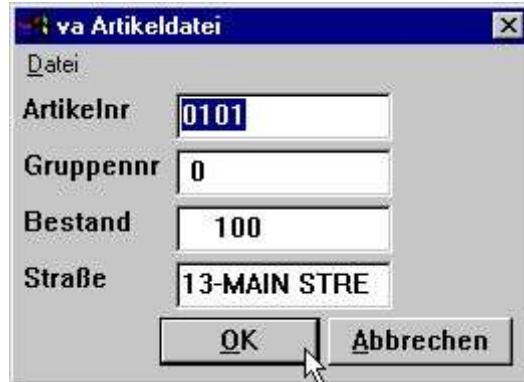 va Artikeldatei
Datei
Artikelnr 0101
Gruppennr 0
Bestand 100
Straße 13-MAIN STRE
OK Abbrechen